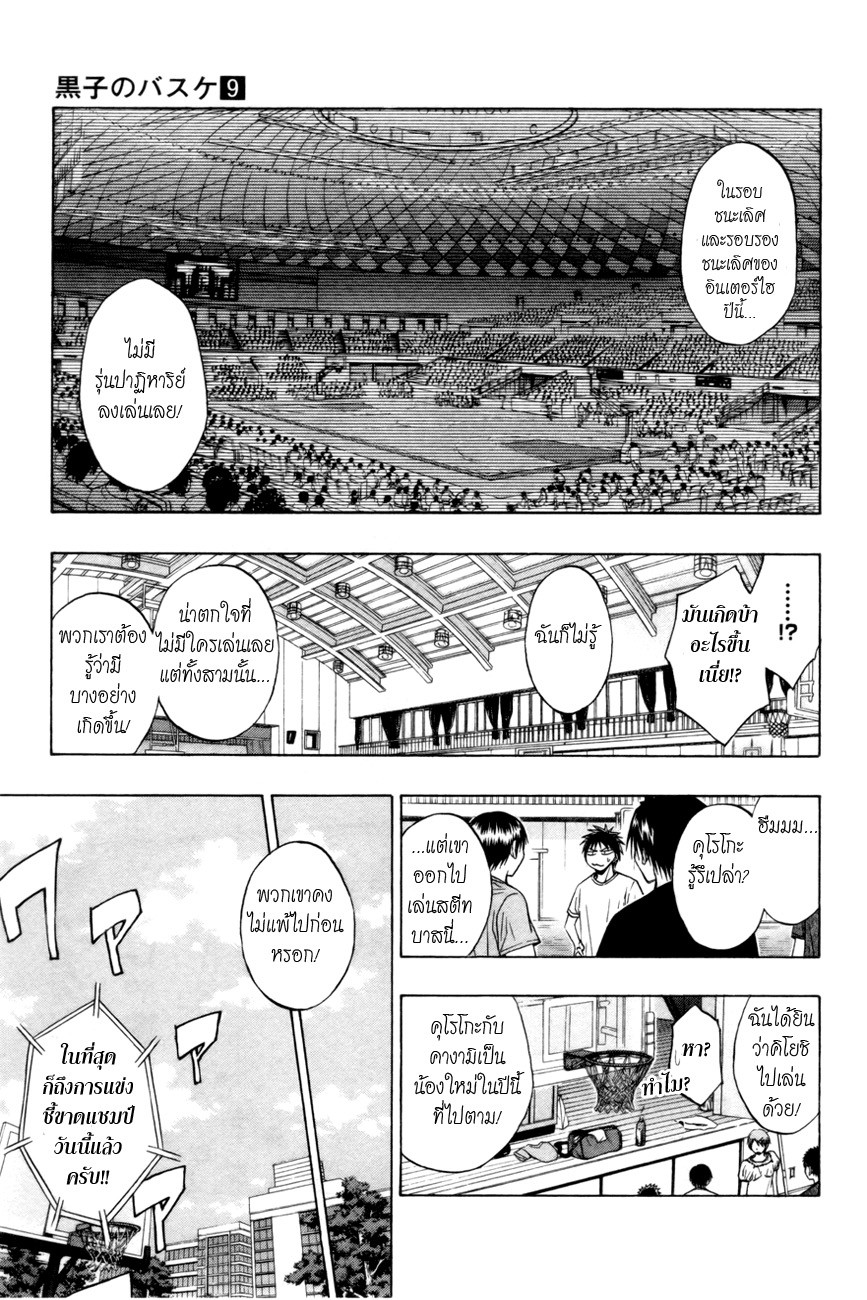 黒子のバスケ 9
ในรอบ
ชนะเลิศ
และรอบรอง
ชนะเลิศของ
อินเตอร์ไฮ
ปีนี้...
ไม่มี
รุ่นปาฏิหาริย์
ลงเล่นเลย!
......!?
มันเกิดบ้า
อะไรขึ้น
เนี่ย!?
ฉันก็ไม่รู้
น่าตกใจที่
ไม่มีใครเล่นเลย
แต่ทั้งสามนั้น...
พวกเราต้อง
รู้ว่ามี
บางอย่าง
เกิดขึ้น!
ฮึมมม...
คุโรโกะ
รู้รึเปล่า?
...แต่เขา
ออกไป
เล่นสตีท
บาสนี่...
ฉันได้ยิน
ว่าคิโยชิ
ไปเล่น
ด้วย!
หา?
ทำไม?
คุโรโกะกับ
คางามิเป็น
น้องใหม่ในปีนี้
ที่ไปตาม!
พวกเขาคง
ไม่แพ้ไปก่อน
หรอก!
ワァ
ワァ
ในที่สุด
ก็ถึงการแข่ง
ชี้ขาดแชมป์
วันนี้แล้ว
ครับ!!